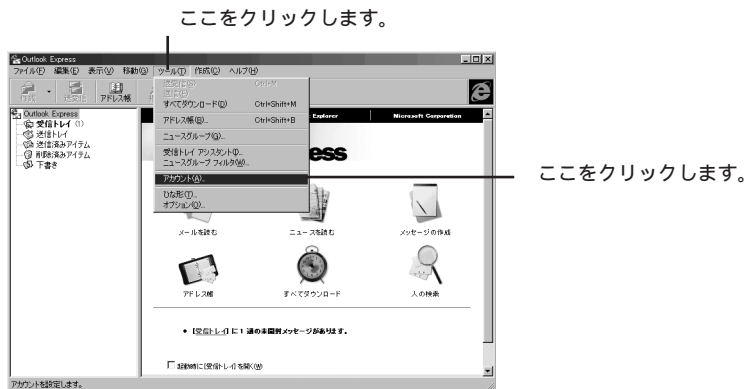 ここをクリックします。
Outlook Express
ファイル(F) 編集(E) 表示(V) 移動(G) ツール(T) 作成(C) ヘルプ(H)
作成 送受信 アドレス帳
送受信(S) Ctrl+M
送信(E)
すべてダウンロード(D) Ctrl+Shift+M
アドレス帳(B)... Ctrl+Shift+B
ニュースグループ(G)...
受信トレイ アシスタント(I)...
ニュースグループ フィルタ(W)...
アカウント(A)...
ひな形(T)...
オプション(O)...
ここをクリックします。
Outlook Express
受信トレイ (1)
送信トレイ
送信済みアイテム
削除済みアイテム
下書き
Explorer Microsoft Corporation
ess
メールを読む ニュースを読む メッセージの作成
アドレス帳 すべてダウンロード 人の検索
• [受信トレイ] に 1 通の未開封メッセージがあります。
起動時に[受信トレイ] を開く(W)
アカウントを設定します。